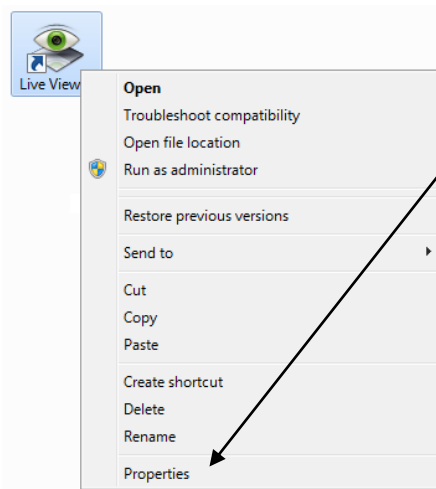 Live View
Open
Troubleshoot compatibility
Open file location
Run as administrator
Restore previous versions
Send to
Cut
Copy
Paste
Create shortcut
Delete
Rename
Properties